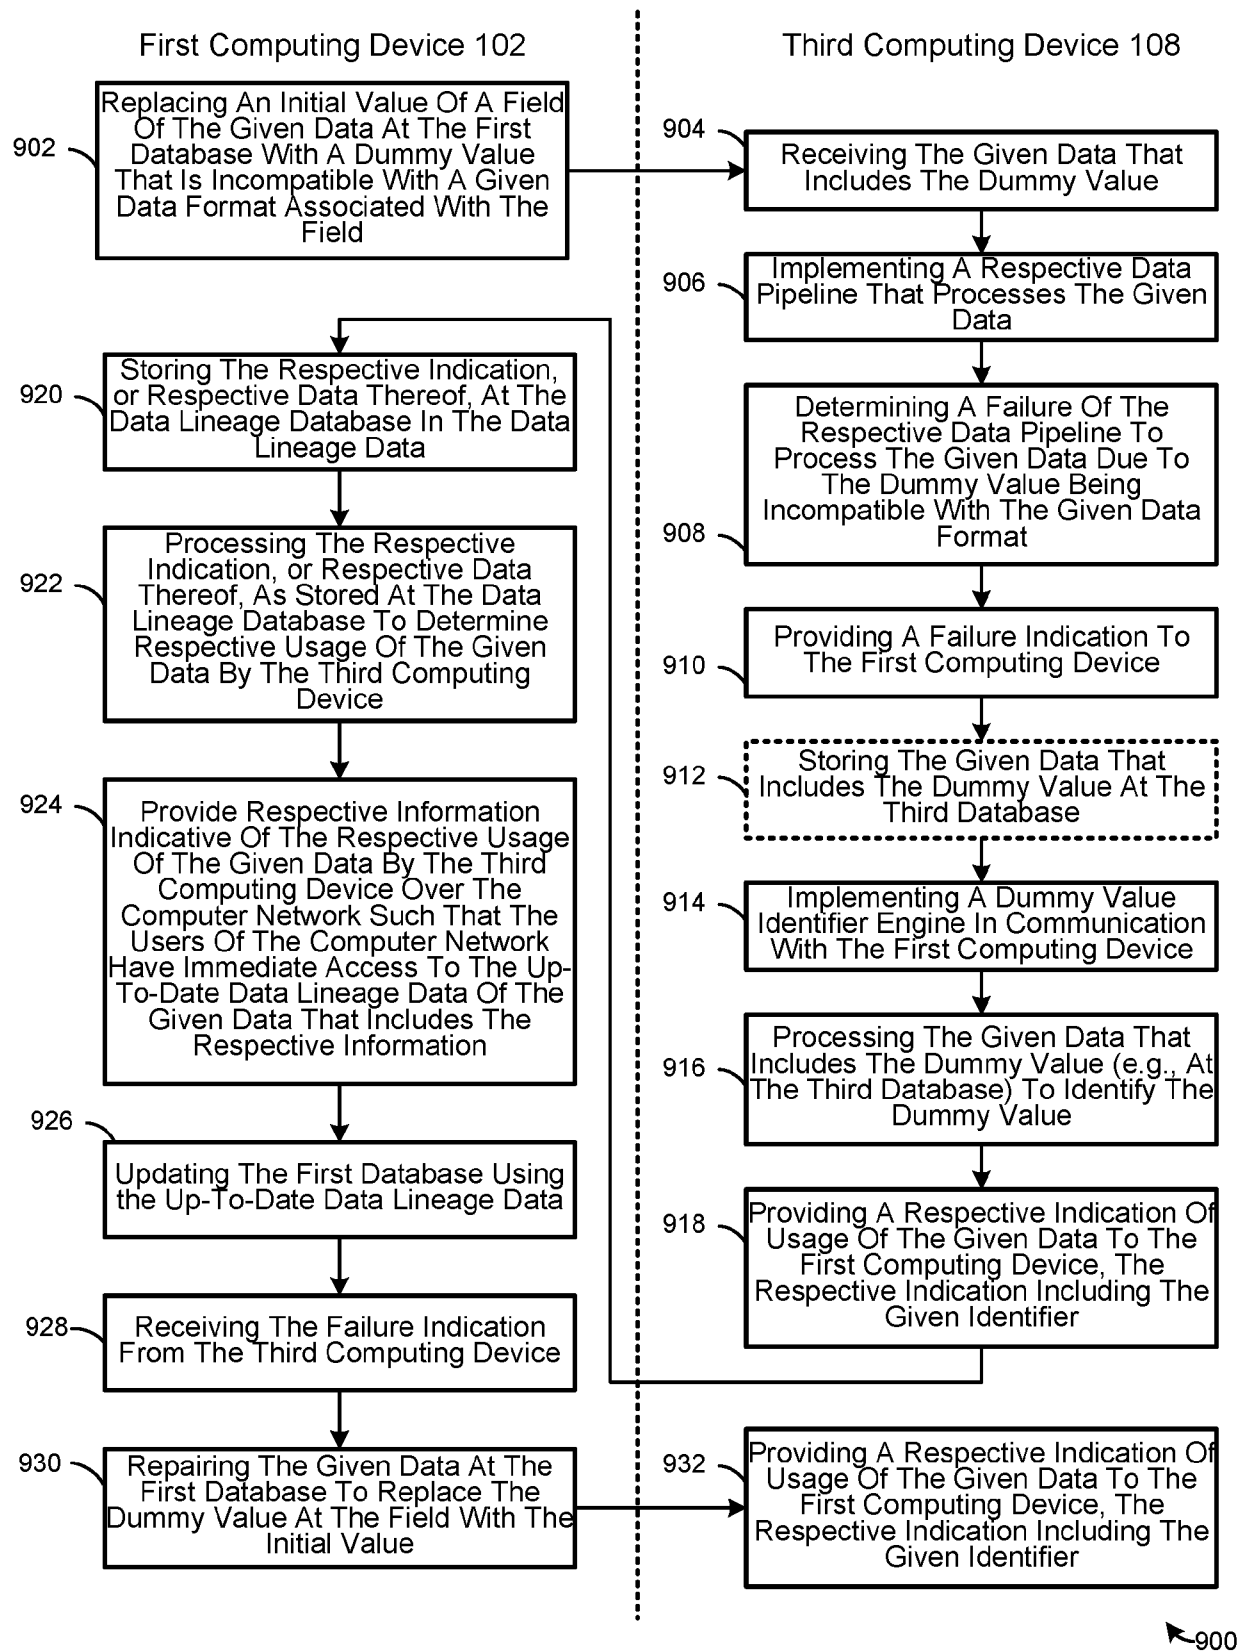 First Computing Device 102
Third Computing Device 108
902
Replacing An Initial Value Of A Field
Of The Given Data At The First
Database With A Dummy Value
That Is Incompatible With A Given
Data Format Associated With The
Field
904
Receiving The Given Data That
Includes The Dummy Value
906
Implementing A Respective Data
Pipeline That Processes The Given
Data
908
Determining A Failure Of The
Respective Data Pipeline To
Process The Given Data Due To
The Dummy Value Being
Incompatible With The Given Data
Format
910
Providing A Failure Indication To
The First Computing Device
912
Storing The Given Data That
Includes The Dummy Value At The
Third Database
914
Implementing A Dummy Value
Identifier Engine In Communication
With The First Computing Device
916
Processing The Given Data That
Includes The Dummy Value (e.g., At
The Third Database) To Identify The
Dummy Value
918
Providing A Respective Indication Of
Usage Of The Given Data To The
First Computing Device, The
Respective Indication Including The
Given Identifier
920
Storing The Respective Indication,
or Respective Data Thereof, At The
Data Lineage Database In The Data
Lineage Data
922
Processing The Respective
Indication, or Respective Data
Thereof, As Stored At The Data
Lineage Database To Determine
Respective Usage Of The Given
Data By The Third Computing
Device
924
Provide Respective Information
Indicative Of The Respective Usage
Of The Given Data By The Third
Computing Device Over The
Computer Network Such That The
Users Of The Computer Network
Have Immediate Access To The Up-
To-Date Data Lineage Data Of The
Given Data That Includes The
Respective Information
926
Updating The First Database Using
the Up-To-Date Data Lineage Data
928
Receiving The Failure Indication
From The Third Computing Device
930
Repairing The Given Data At The
First Database To Replace The
Dummy Value At The Field With The
Initial Value
932
Providing A Respective Indication Of
Usage Of The Given Data To The
First Computing Device, The
Respective Indication Including The
Given Identifier
900